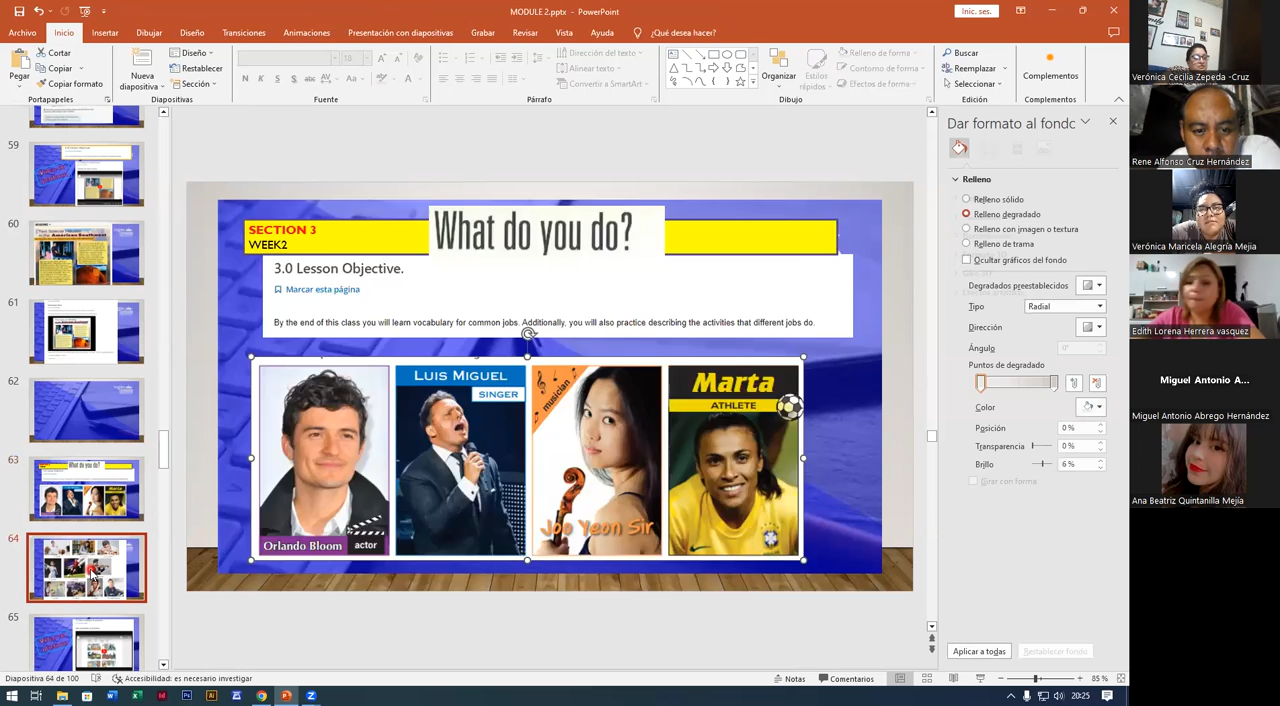 MODULE 2.pptx – PowerPoint
Inic. ses.
Archivo Inicio Insertar Dibujar Diseño Transiciones Animaciones Presentación con diapositivas Grabar Revisar Vista Ayuda ¿Qué desea hacer?
Pegar
Cortar
Copiar
Copiar formato
Portapapeles
Nueva diapositiva
Diseño
Restablecer
Sección
Diapositivas
Fuente
Dirección del texto
Alinear texto
Convertir a SmartArt
Párrafo
Organizar
Estilos rápidos
Relleno de forma
Contorno de forma
Efectos de forma
Dibujo
Buscar
Reemplazar
Seleccionar
Edición
Complementos
Complementos
59
60
61
62
63
64
65
SECTION 3
WEEK2
What do you do?
3.0 Lesson Objective.
Marcar esta página
By the end of this class you will learn vocabulary for common jobs. Additionally, you will also practice describing the activities that different jobs do.
Orlando Bloom actor
LUIS MIGUEL
SINGER
musician
Joo Yeon Sir
Marta
ATHLETE
Dar formato al fondo
Relleno
Relleno sólido
Relleno degradado
Relleno con imagen o textura
Relleno de trama
Ocultar gráficos del fondo
Degradados preestablecidos
Tipo Radial
Dirección
Ángulo 0°
Puntos de degradado
Color
Posición 0 %
Transparencia 0 %
Brillo 6 %
Girar con forma
Aplicar a todas
Restablecer fondo
Verónica Cecilia Zepeda -Cruz
Rene Alfonso Cruz Hernández
Verónica Maricela Alegría Mejia
Edith Lorena Herrera vasquez
Miguel Antonio A...
Miguel Antonio Abrego Hernández
Ana Beatriz Quintanilla Mejía
Diapositiva 64 de 100
Accesibilidad: es necesario investigar
Notas
Comentarios
85 %
20:25